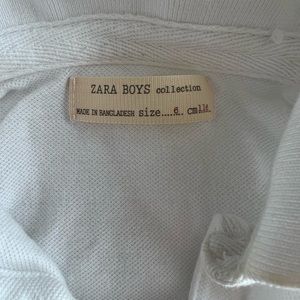 ZARA BOYS collection
MADE IN BANGLADESH size.....6.. cm116